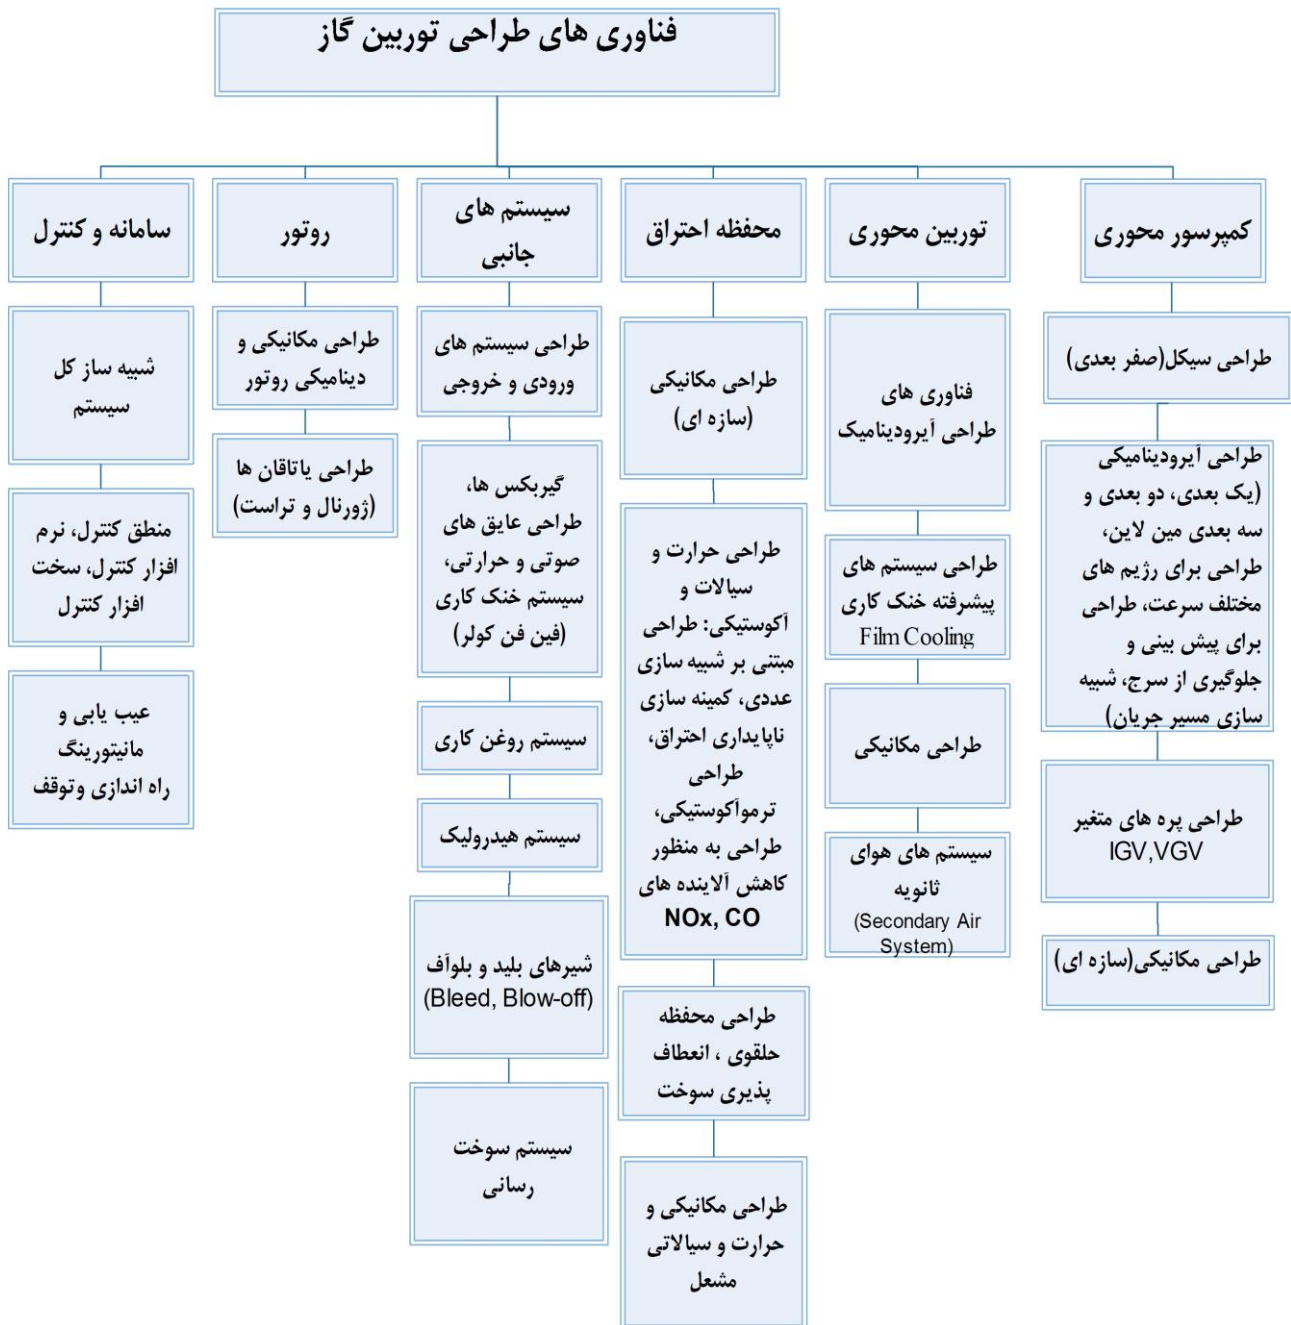 فناوری های طراحی توربین گاز
کمپرسور محوری
طراحی سیکل(صفر بعدی)
طراحی آیرودینامیکی
(یک بعدی، دو بعدی و
سه بعدی مین لاین،
طراحی برای رژیم های
مختلف سرعت، طراحی
برای پیش بینی و
جلوگیری از سرج، شبیه
سازی مسیر جریان)
طراحی پره های متغیر
IGV,VGV
طراحی مکانیکی(سازه ای)
توربین محوری
فناوری های
طراحی آیرودینامیک
طراحی سیستم های
پیشرفته خنک کاری
Film Cooling
طراحی مکانیکی
سیستم های هوای
ثانویه
(Secondary Air
System)
محفظه احتراق
طراحی مکانیکی
(سازه ای)
طراحی حرارت و
سیالات و
آکوستیکی: طراحی
مبتنی بر شبیه سازی
عددی، کمینه سازی
ناپایداری احتراق،
طراحی
ترموآکوستیکی،
طراحی به منظور
کاهش آلاینده های
NOx, CO
طراحی محفظه
حلقوی ، انعطاف
پذیری سوخت
طراحی مکانیکی و
حرارت و سیالاتی
مشعل
سیستم های
جانبی
طراحی سیستم های
ورودی و خروجی
گیربکس ها،
طراحی عایق های
صوتی و حرارتی،
سیستم خنک کاری
(فین فن کولر)
سیستم روغن کاری
سیستم هیدرولیک
شیرهای بلید و بلوآف
(Bleed, Blow-off)
سیستم سوخت
رسانی
روتور
طراحی مکانیکی و
دینامیکی روتور
طراحی یاتاقان ها
(ژورنال و تراست)
سامانه و کنترل
شبیه ساز کل
سیستم
منطق کنترل، نرم
افزار کنترل، سخت
افزار کنترل
عیب یابی و
مانیتورینگ
راه اندازی وتوقف